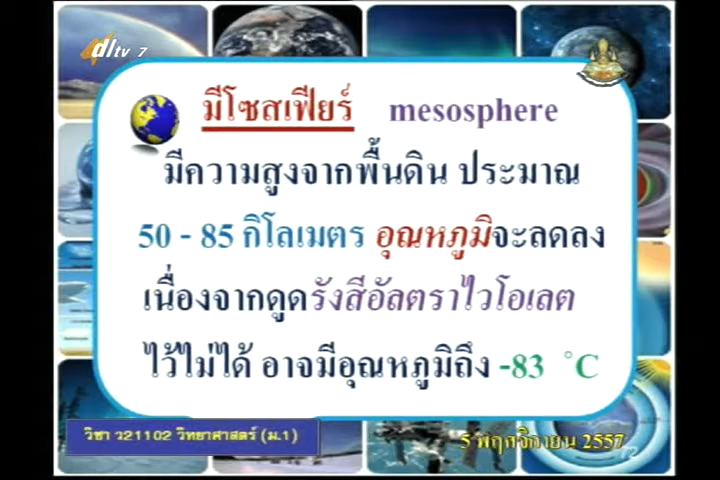 dltv 7
มีโซสเฟียร์ mesosphere
มีความสูงจากพื้นดิน ประมาณ
50 - 85 กิโลเมตร อุณหภูมิจะลดลง
เนื่องจากดูดรังสีอัลตราไวโอเลต
ไว้ไม่ได้ อาจมีอุณหภูมิถึง -83 °C
วิชา ว21102 วิทยาศาสตร์ (ม.1)
5 พฤศจิกายน 2557